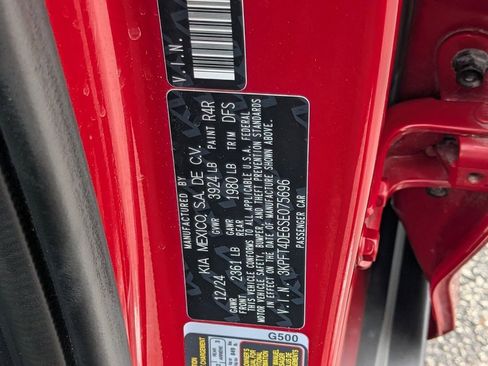 V.I.N.
KIA MEXICO, S.A. DE C.V.
12/24 GVWR 3924 LB PAINT R4R
GAWR FRONT 2361 LB GAWR REAR 1980 LB TRIM DFS
THIS VEHICLE CONFORMS TO ALL APPLICABLE U.S.A. FEDERAL
MOTOR VEHICLE SAFETY, BUMPER, AND THEFT PREVENTION STANDARDS
IN EFFECT ON THE DATE OF MANUFACTURE SHOWN ABOVE.
V.I.N. 3KPFT4DE6SE075696
PASSENGER CAR
G500